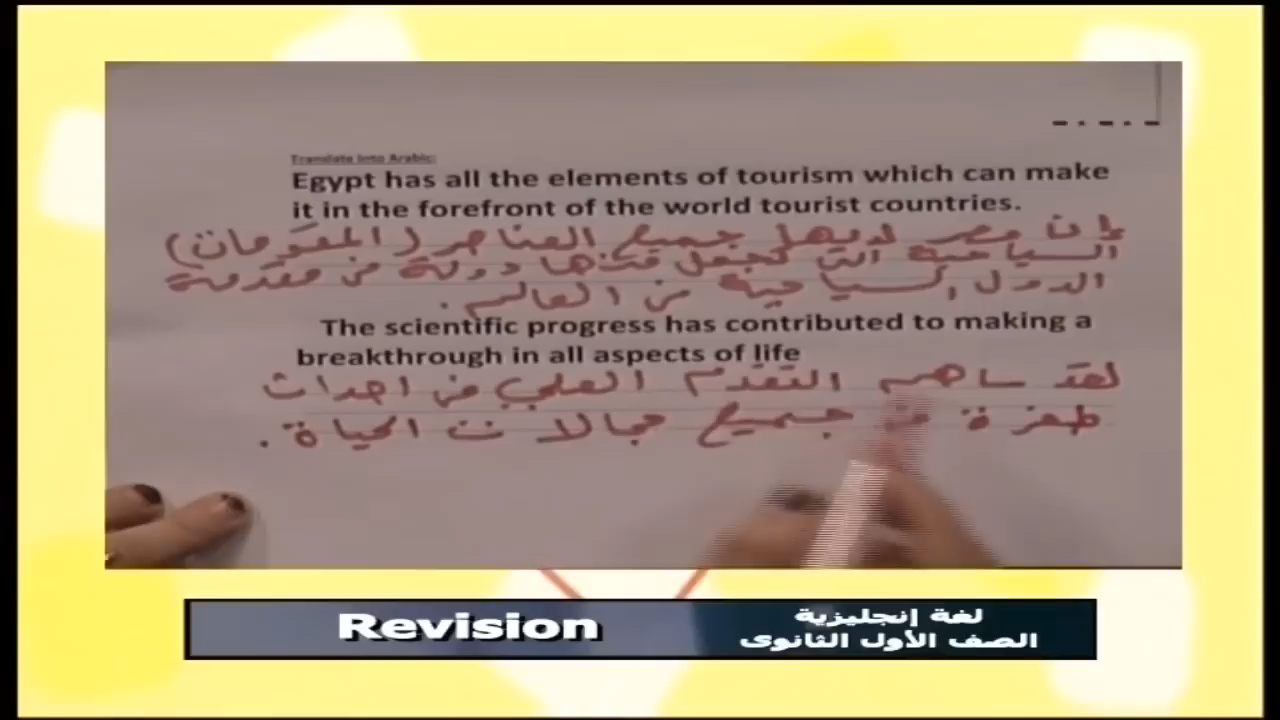 Translate into Arabic:
Egypt has all the elements of tourism which can make
it in the forefront of the world tourist countries.
إن مصر لديها جميع العناصر (المقومات)
السياحية التي تجعل منها دولة في مقدمة
الدول السياحية في العالم .
The scientific progress has contributed to making a
breakthrough in all aspects of life
لقد ساهم التقدم العلمي في احداث
طفرة في جميع مجالات الحياة .
Revision
لغة إنجليزية
الصف الأول الثانوى